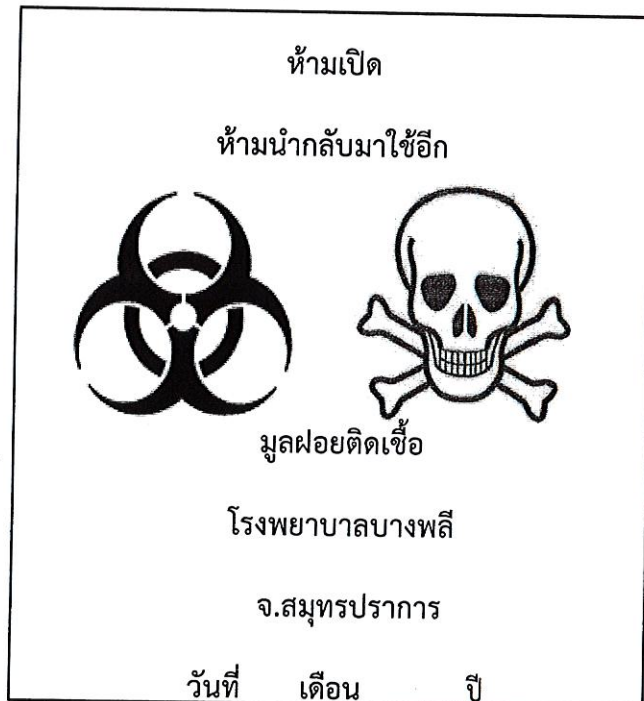 ห้ามเปิด
ห้ามนำกลับมาใช้อีก
มูลฝอยติดเชื้อ
โรงพยาบาลบางพลี
จ.สมุทรปราการ
วันที่ เดือน ปี